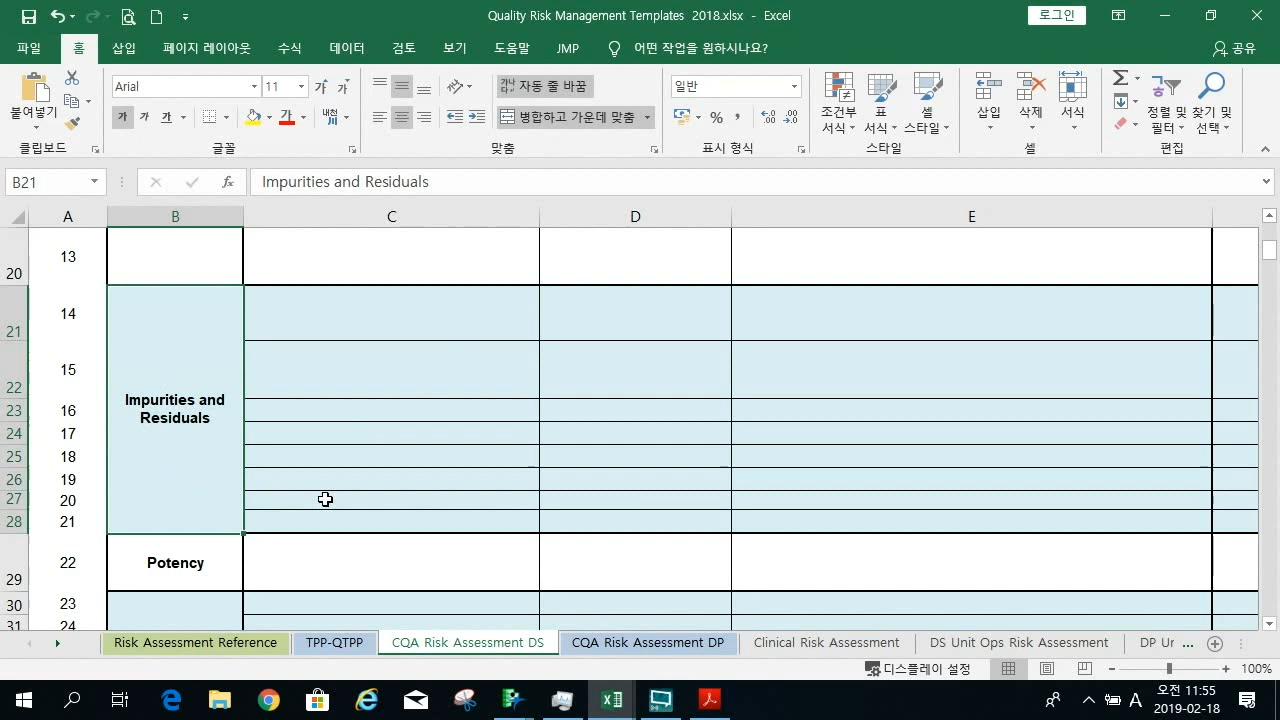 Quality Risk Management Templates 2018.xlsx - Excel
로그인
파일 홈 삽입 페이지 레이아웃 수식 데이터 검토 보기 도움말 JMP 어떤 작업을 원하시나요? 공유
붙여넣기
클립보드
Arial 11
가 가 가 가 내천
글꼴
자동 줄 바꿈
병합하고 가운데 맞춤
맞춤
일반
표시 형식
조건부 서식
표 서식
셀 스타일
스타일
삽입 삭제 서식
셀
정렬 및 필터
찾기 및 선택
편집
B21 fx Impurities and Residuals
A B C D E
20 13
21 14
22 15
Impurities and
Residuals
23 16
24 17
25 18
26 19
27 20
28 21
29 22 Potency
30 23
31 24
Risk Assessment Reference TPP-QTPP CQA Risk Assessment DS CQA Risk Assessment DP Clinical Risk Assessment DS Unit Ops Risk Assessment DP Ur ...
디스플레이 설정 100%
A 오전 11:55
2019-02-18